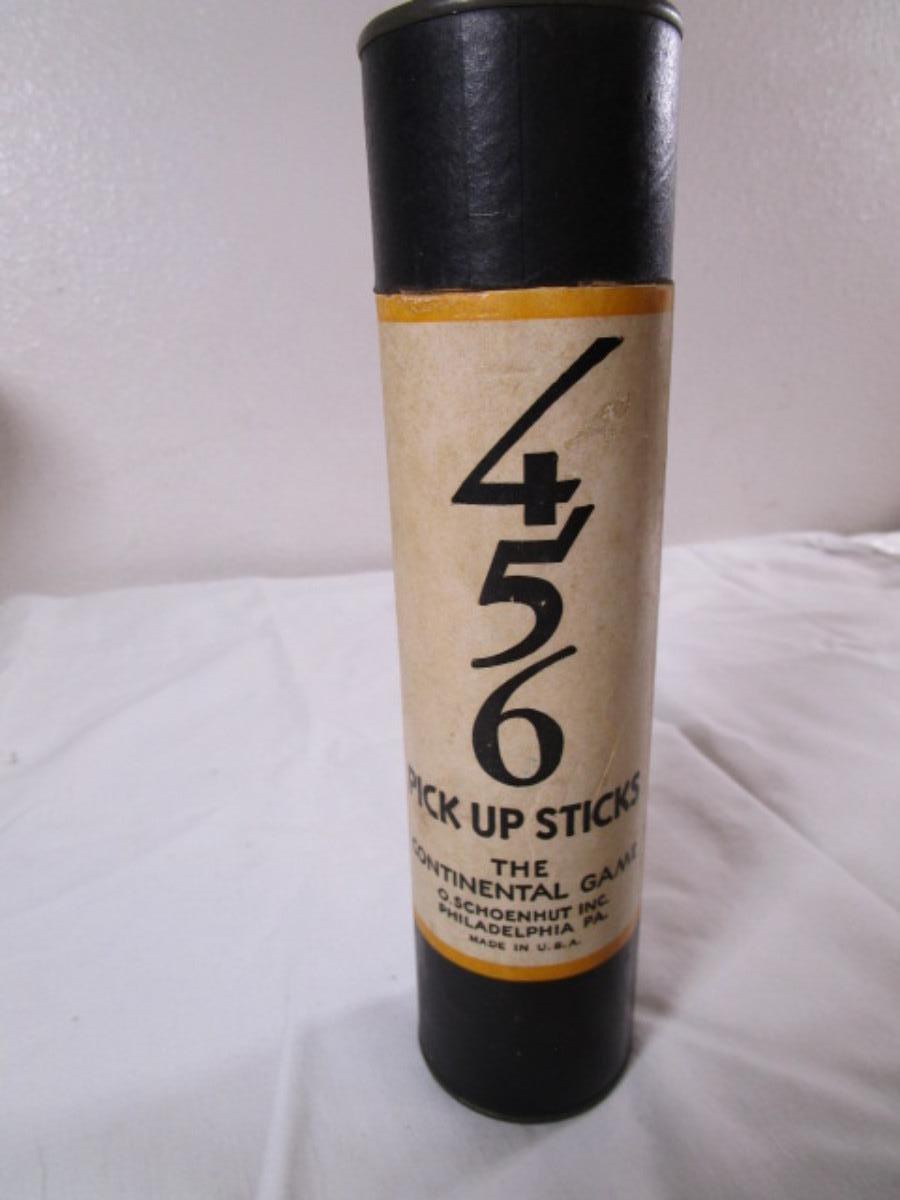 4
5
6
PICK UP STICKS
THE
CONTINENTAL GAME
O. SCHOENHUT INC.
PHILADELPHIA PA.
MADE IN U.S.A.